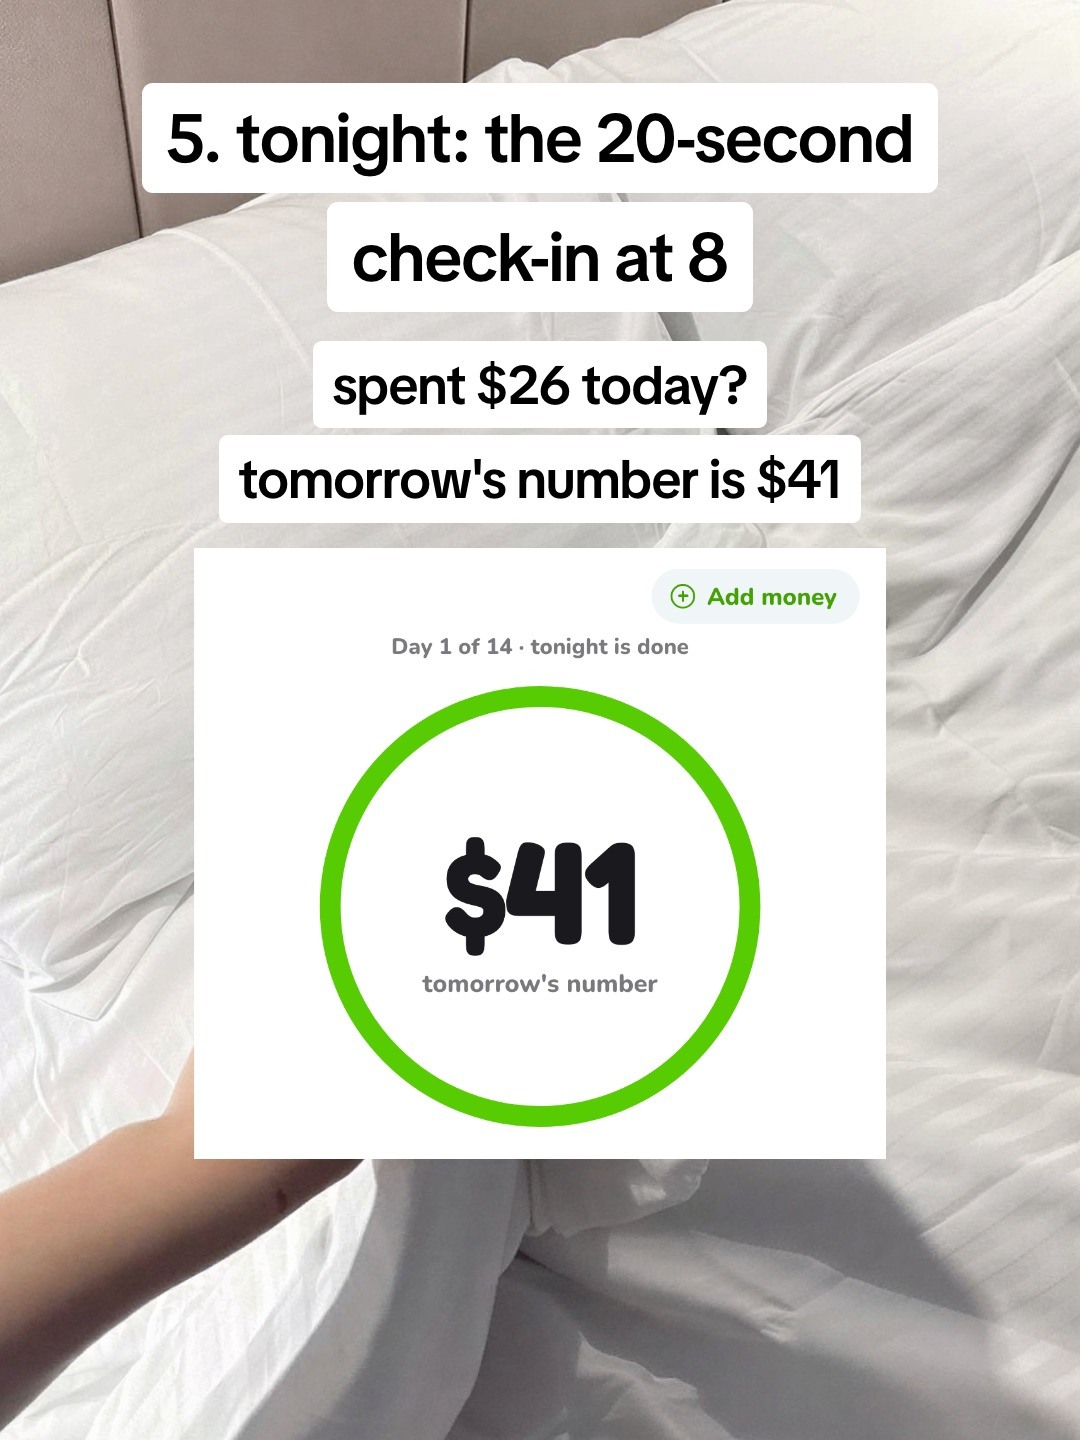 5. tonight: the 20-second
check-in at 8
spent $26 today?
tomorrow's number is $41
Add money
Day 1 of 14 · tonight is done
$41
tomorrow's number